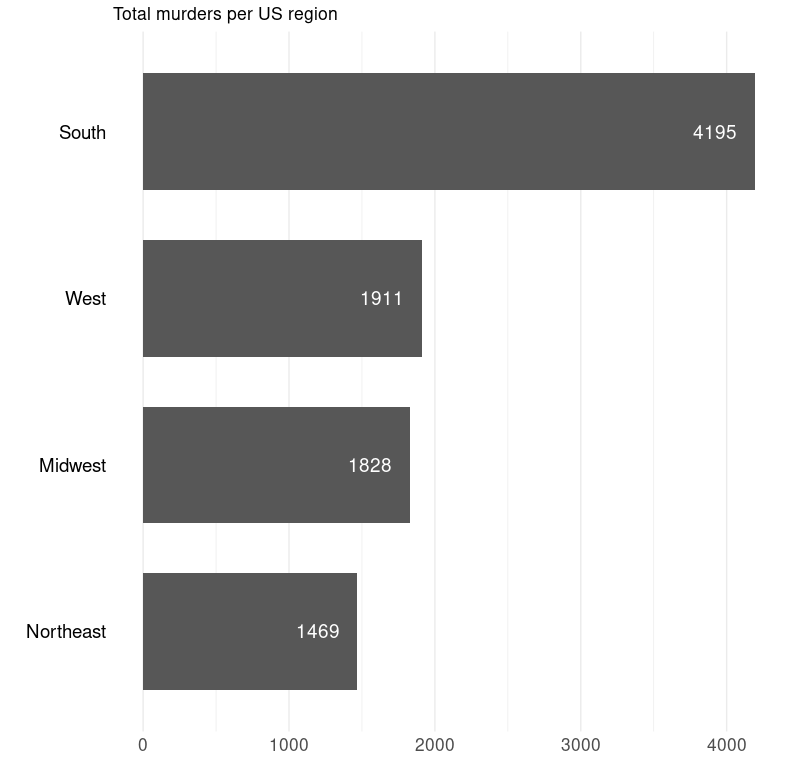 Total murders per US region
South
4195
West
1911
Midwest
1828
Northeast
1469
0 1000 2000 3000 4000